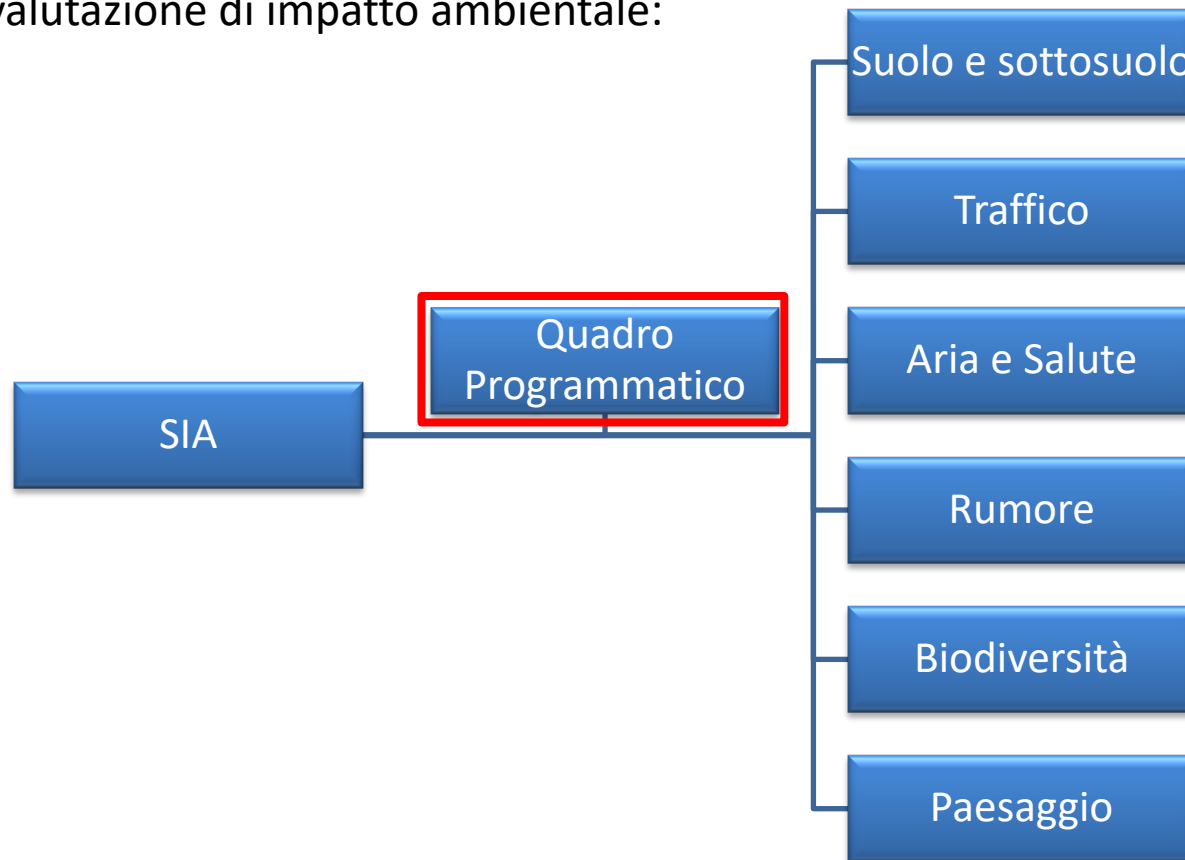 valutazione di impatto ambientale:
Suolo e sottosuolo
Traffico
Quadro
Programmatico
Aria e Salute
SIA
Rumore
Biodiversità
Paesaggio